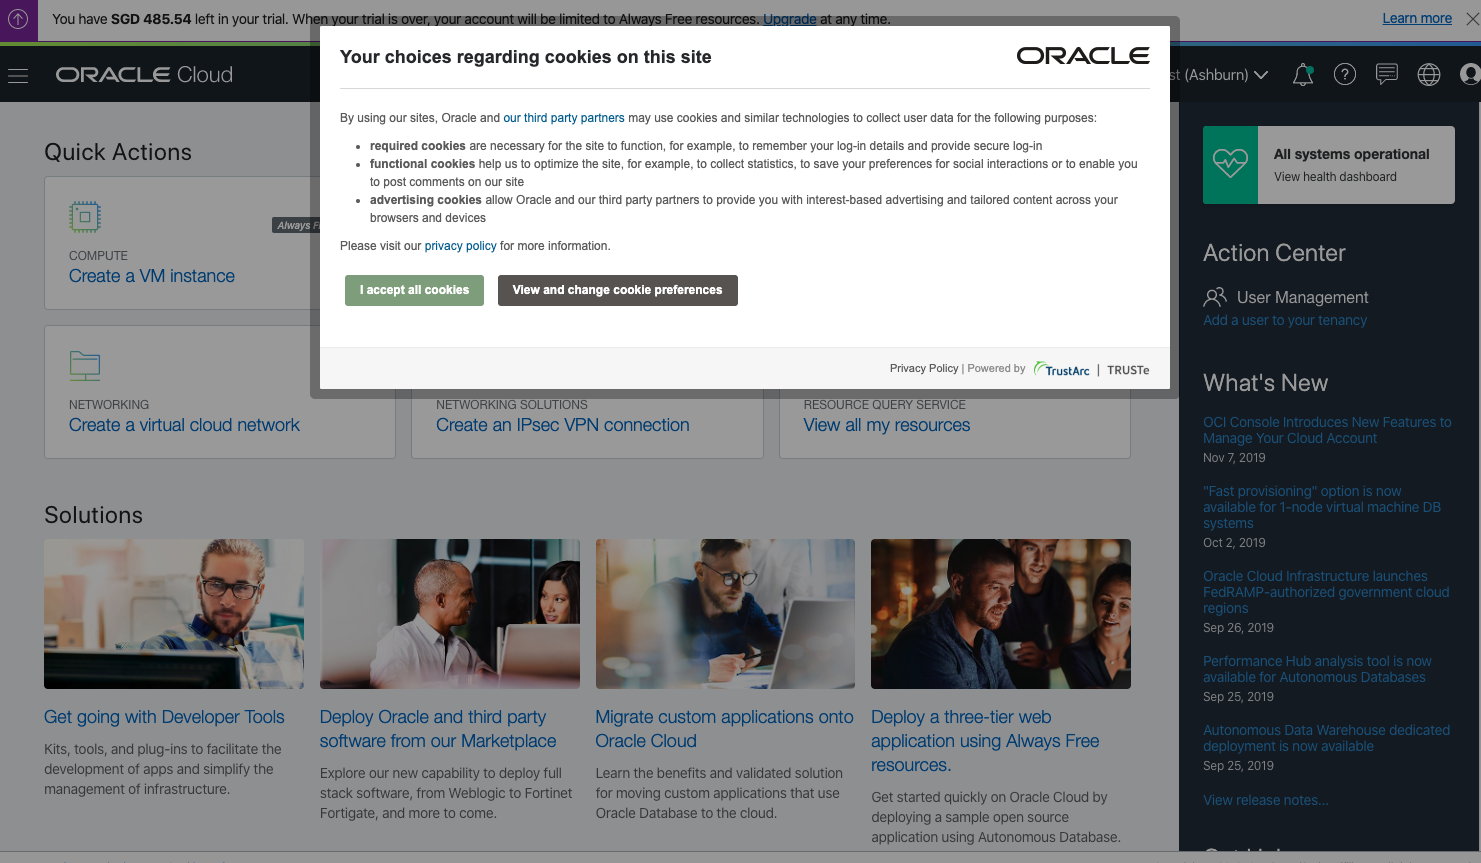 You have SGD 485.54 left in your trial. When your trial is over, your account will be limited to Always Free resources. Upgrade at any time.
Learn more
ORACLE Cloud
st (Ashburn)
Your choices regarding cookies on this site
ORACLE
By using our sites, Oracle and our third party partners may use cookies and similar technologies to collect user data for the following purposes:
• required cookies are necessary for the site to function, for example, to remember your log-in details and provide secure log-in
• functional cookies help us to optimize the site, for example, to collect statistics, to save your preferences for social interactions or to enable you
to post comments on our site
• advertising cookies allow Oracle and our third party partners to provide you with interest-based advertising and tailored content across your
browsers and devices
Please visit our privacy policy for more information.
I accept all cookies
View and change cookie preferences
Privacy Policy | Powered by TrustArc | TRUSTe
Quick Actions
Always F
COMPUTE
Create a VM instance
NETWORKING
Create a virtual cloud network
NETWORKING SOLUTIONS
Create an IPsec VPN connection
RESOURCE QUERY SERVICE
View all my resources
Solutions
Get going with Developer Tools
Kits, tools, and plug-ins to facilitate the
development of apps and simplify the
management of infrastructure.
Deploy Oracle and third party
software from our Marketplace
Explore our new capability to deploy full
stack software, from Weblogic to Fortinet
Fortigate, and more to come.
Migrate custom applications onto
Oracle Cloud
Learn the benefits and validated solution
for moving custom applications that use
Oracle Database to the cloud.
Deploy a three-tier web
application using Always Free
resources.
Get started quickly on Oracle Cloud by
deploying a sample open source
application using Autonomous Database.
All systems operational
View health dashboard
Action Center
User Management
Add a user to your tenancy
What's New
OCI Console Introduces New Features to
Manage Your Cloud Account
Nov 7, 2019
"Fast provisioning" option is now
available for 1-node virtual machine DB
systems
Oct 2, 2019
Oracle Cloud Infrastructure launches
FedRAMP-authorized government cloud
regions
Sep 26, 2019
Performance Hub analysis tool is now
available for Autonomous Databases
Sep 25, 2019
Autonomous Data Warehouse dedicated
deployment is now available
Sep 25, 2019
View release notes...